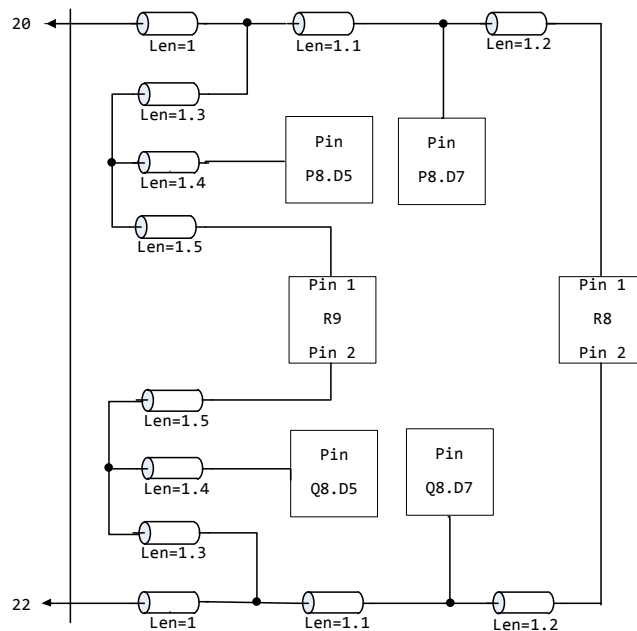 20
Len=1
Len=1.1
Len=1.2
Len=1.3
Len=1.4
Pin
P8.D5
Pin
P8.D7
Len=1.5
Pin 1
R9
Pin 2
Pin 1
R8
Pin 2
Len=1.5
Len=1.4
Pin
Q8.D5
Pin
Q8.D7
Len=1.3
22
Len=1
Len=1.1
Len=1.2